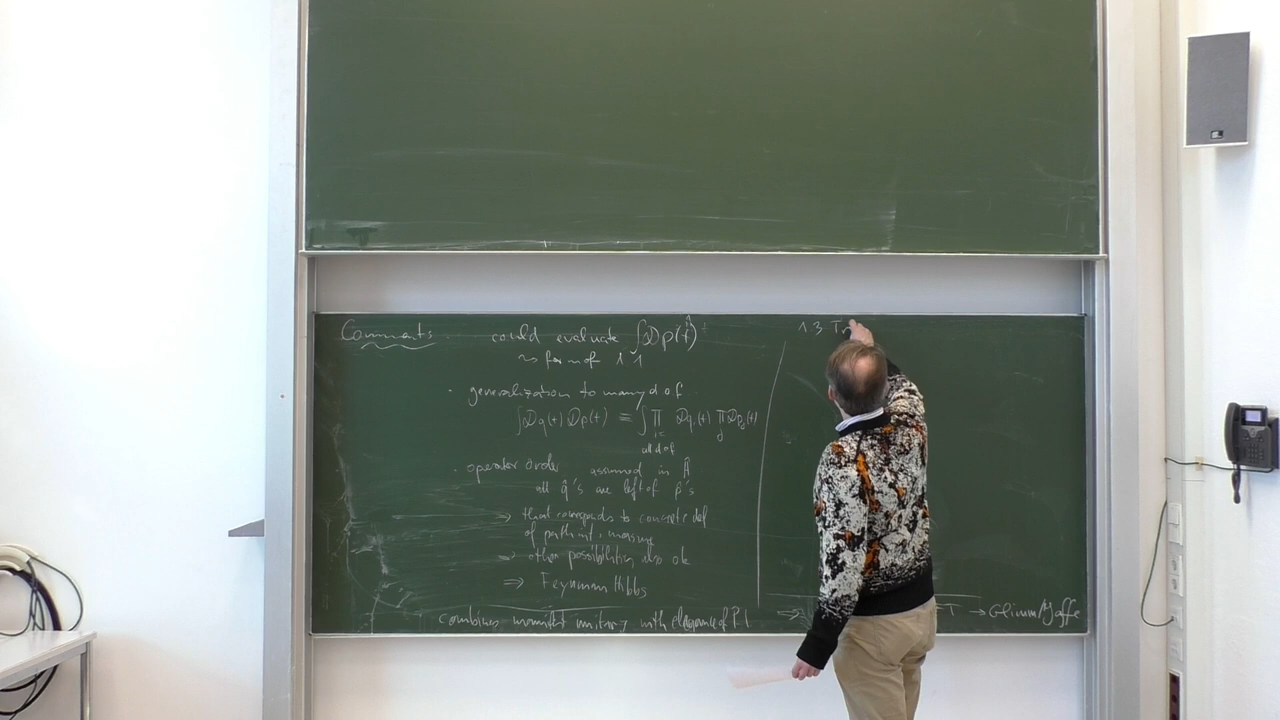 Comments: could evaluate ∫𝒟p(t)
~> form of 1.1
· generalization to many d.o.f.
∫𝒟q(t) 𝒟p(t) ≡ ∫ ∏ 𝒟q_i(t) ∏ 𝒟p_j(t)
all dof
· operator order assumed in Ĥ
all q̂'s are left of p̂'s
→ that corresponds to concrete def
of path int. measure
⇒ other possibilities also ok
⇒ Feynman Hibbs
combines manifest unitary with elegance of P.I.
1.3 Tr
→ Glimm/Jaffe